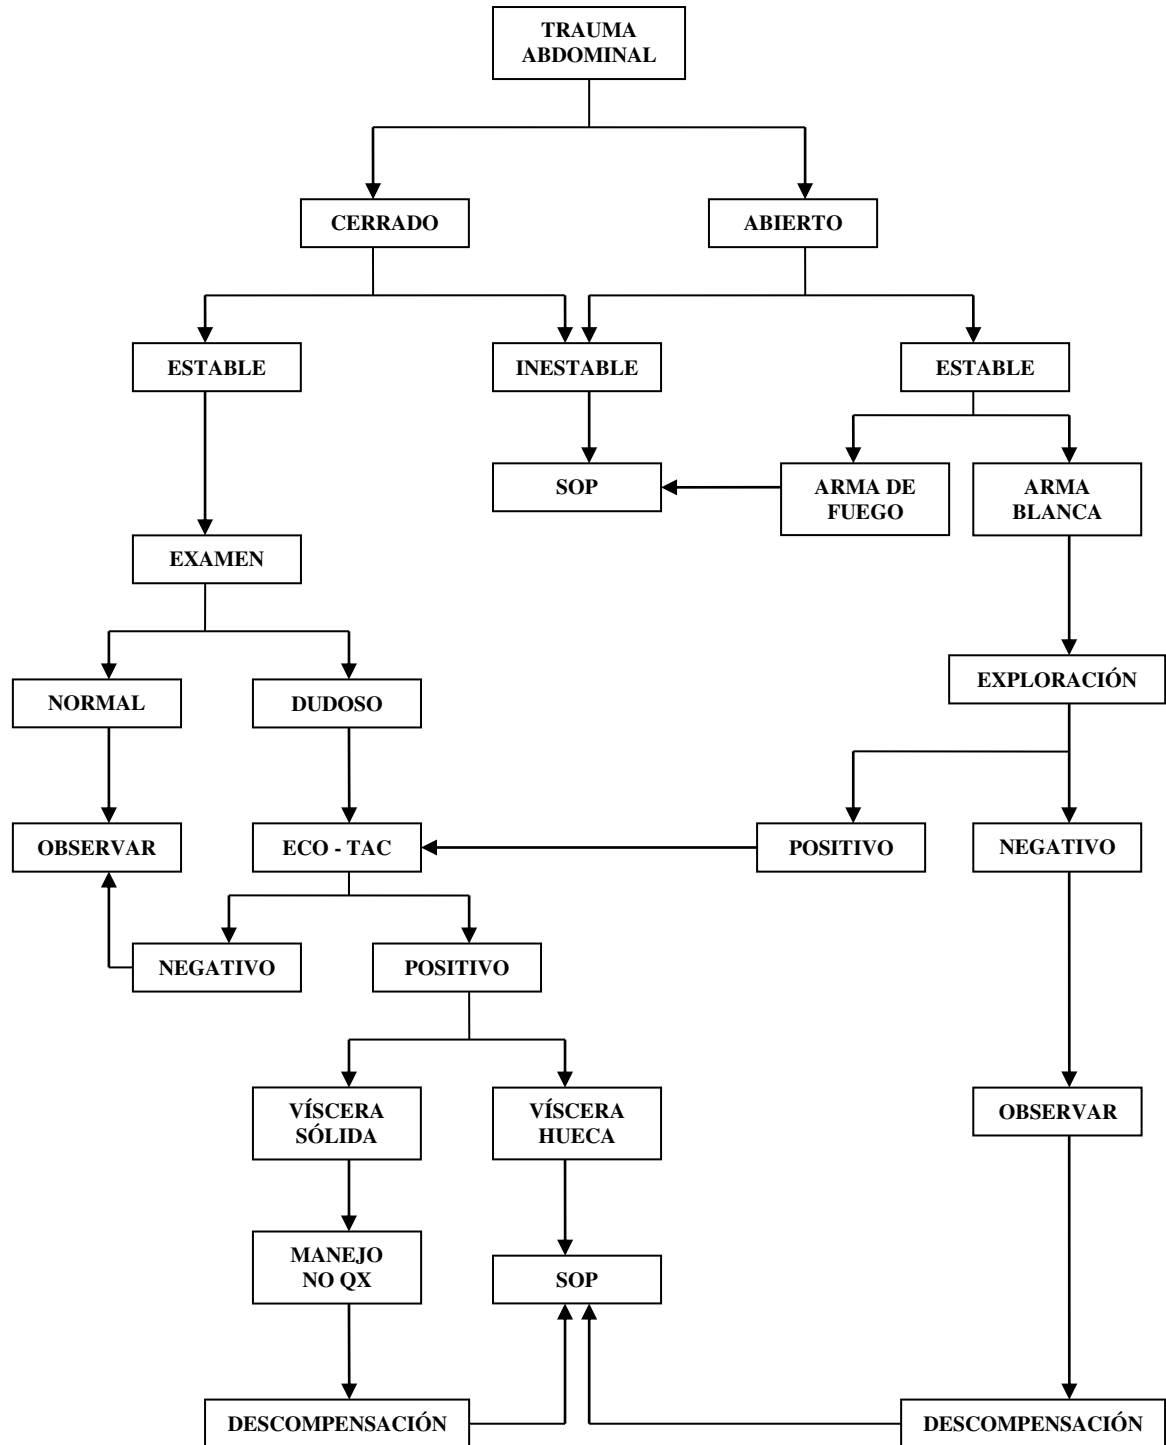 TRAUMA
ABDOMINAL
CERRADO
ABIERTO
ESTABLE
INESTABLE
ESTABLE
SOP
ARMA DE
FUEGO
ARMA
BLANCA
EXAMEN
NORMAL
DUDOSO
EXPLORACIÓN
OBSERVAR
ECO - TAC
POSITIVO
NEGATIVO
NEGATIVO
POSITIVO
VÍSCERA
SÓLIDA
VÍSCERA
HUECA
OBSERVAR
MANEJO
NO QX
SOP
DESCOMPENSACIÓN
DESCOMPENSACIÓN